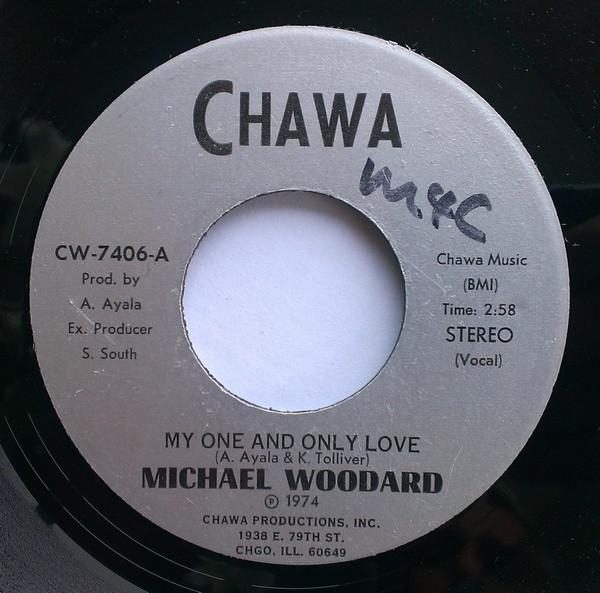 CHAWA
M4C
CW-7406-A
Prod. by
A. Ayala
Ex. Producer
S. South
Chawa Music
(BMI)
Time: 2:58
STEREO
(Vocal)
MY ONE AND ONLY LOVE
(A. Ayala & K. Tolliver)
MICHAEL WOODARD
℗ 1974
CHAWA PRODUCTIONS, INC.
1938 E. 79TH ST.
CHGO, ILL. 60649